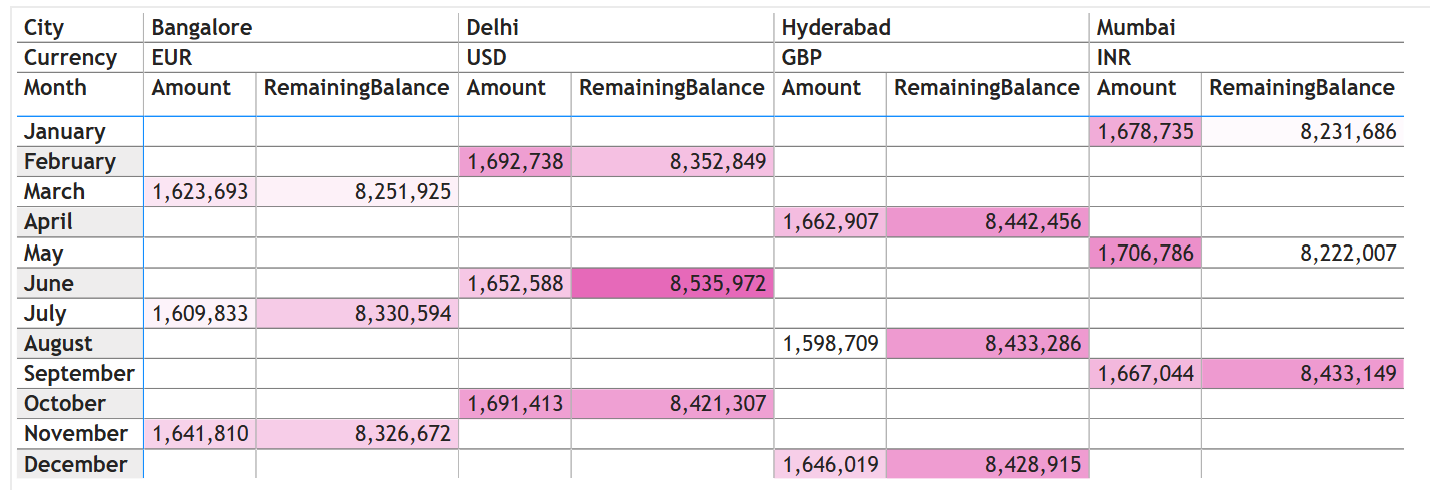 City Bangalore Delhi Hyderabad Mumbai
Currency EUR USD GBP INR
Month Amount RemainingBalance Amount RemainingBalance Amount RemainingBalance Amount RemainingBalance
January 1,678,735 8,231,686
February 1,692,738 8,352,849
March 1,623,693 8,251,925
April 1,662,907 8,442,456
May 1,706,786 8,222,007
June 1,652,588 8,535,972
July 1,609,833 8,330,594
August 1,598,709 8,433,286
September 1,667,044 8,433,149
October 1,691,413 8,421,307
November 1,641,810 8,326,672
December 1,646,019 8,428,915